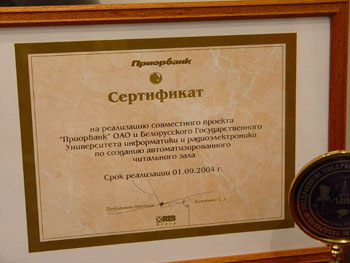 Приорбанк
Сертификат
на реализацию совместного проекта
"Приорбанк" ОАО и Белорусского Государственного
Университета информатики и радиоэлектроники
по созданию автоматизированного
читального зала
Срок реализации 01.09.2004 г.